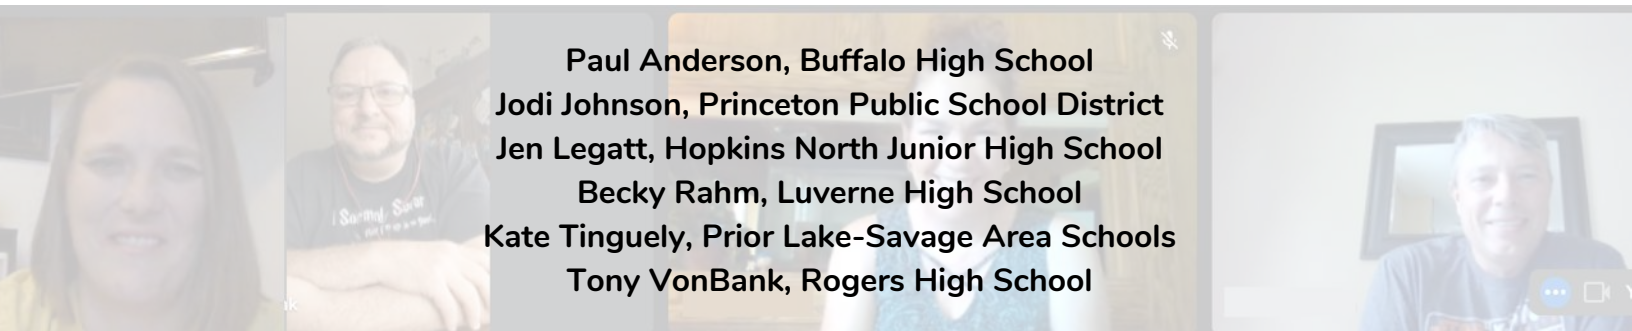 Paul Anderson, Buffalo High School
Jodi Johnson, Princeton Public School District
Jen Legatt, Hopkins North Junior High School
Becky Rahm, Luverne High School
Kate Tinguely, Prior Lake-Savage Area Schools
Tony VonBank, Rogers High School